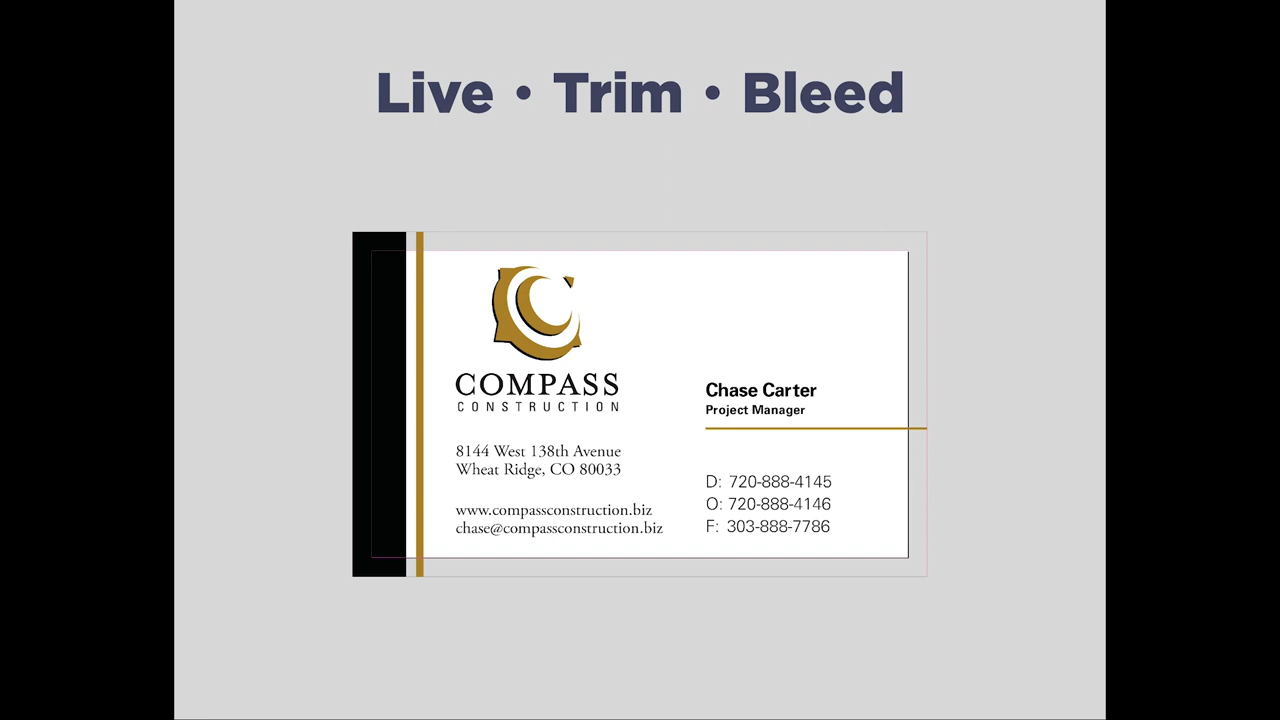 Live • Trim • Bleed
COMPASS
CONSTRUCTION
8144 West 138th Avenue
Wheat Ridge, CO 80033
www.compassconstruction.biz
chase@compassconstruction.biz
Chase Carter
Project Manager
D: 720-888-4145
O: 720-888-4146
F: 303-888-7786